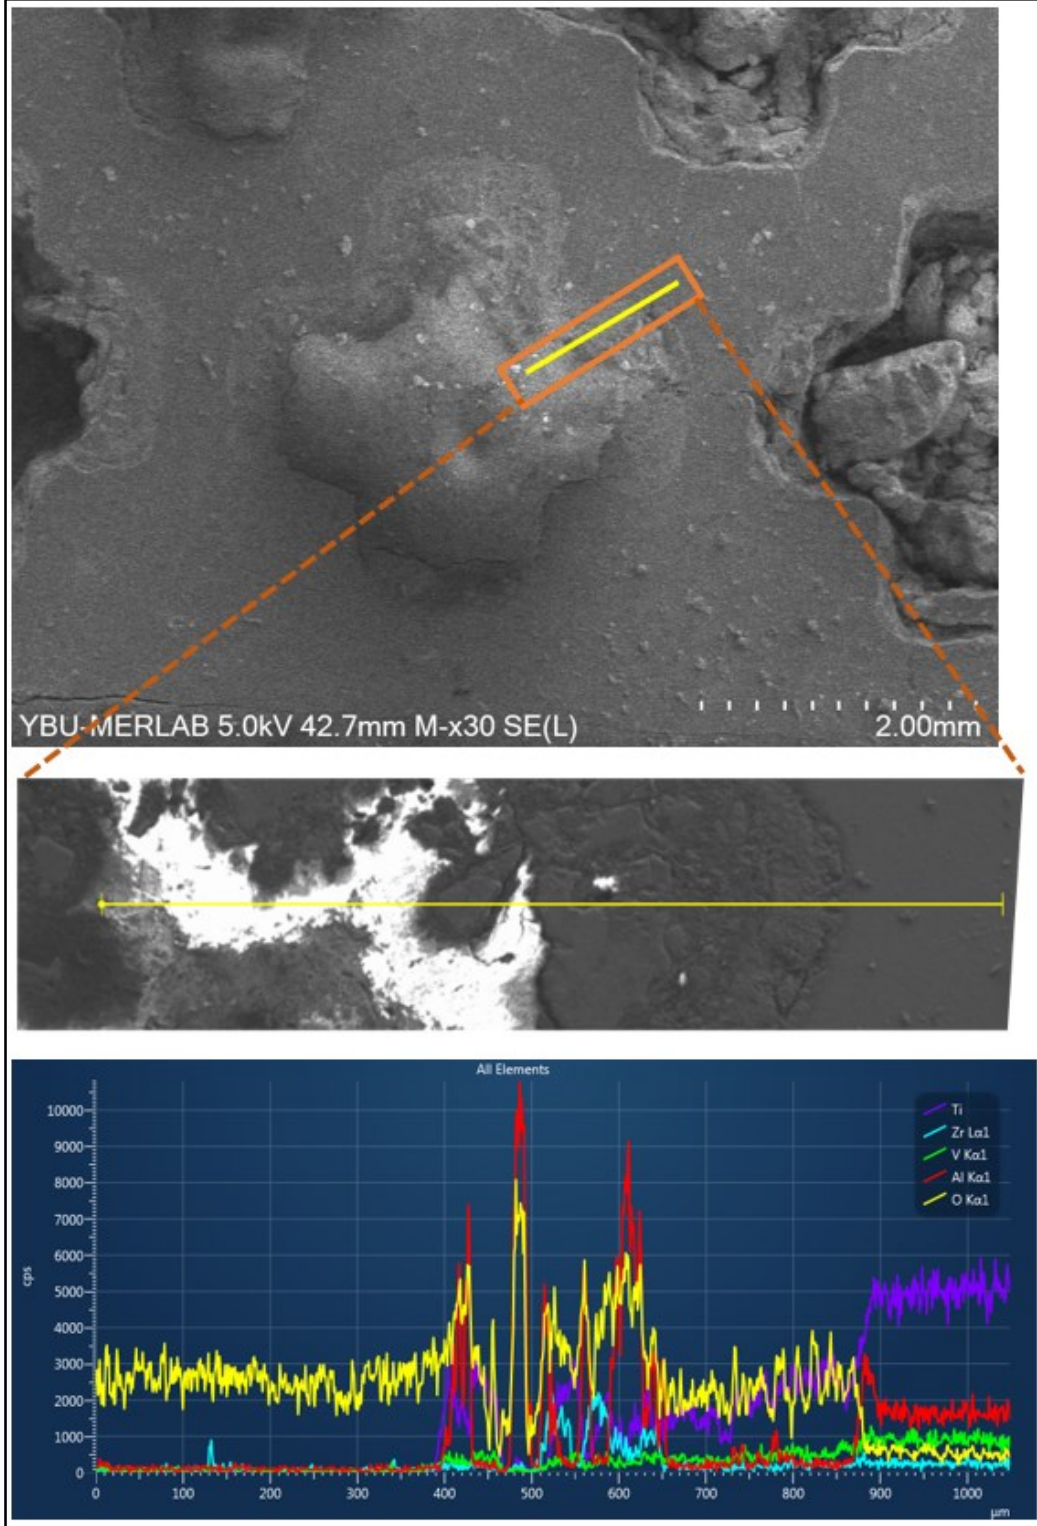 YBU-MERLAB 5.0kV 42.7mm M-x30 SE(L)
2.00mm
All Elements
10000
9000
8000
7000
6000
5000
4000
3000
2000
1000
0
cps
Ti
Zr Lα1
V Kα1
Al Kα1
O Kα1
0 100 200 300 400 500 600 700 800 900 1000
µm